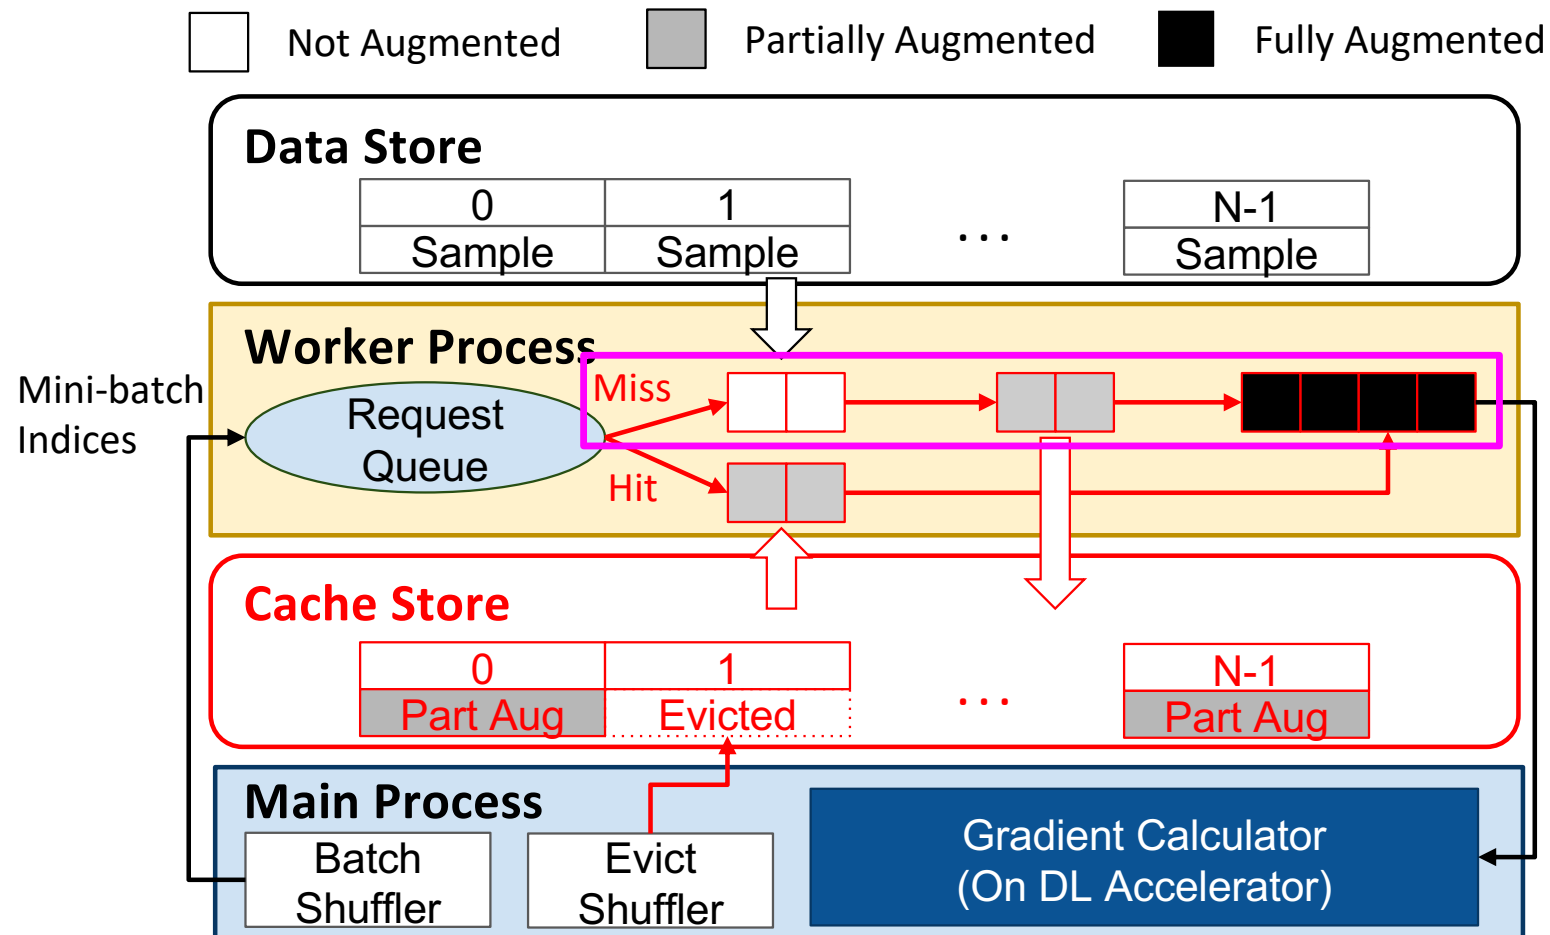 Not Augmented
Partially Augmented
Fully Augmented
Data Store
0
1
N-1
Sample
Sample
...
Sample
Worker Process
Mini-batch
Indices
Request
Queue
Miss
Hit
Cache Store
0
1
N-1
Part Aug
Evicted
...
Part Aug
Main Process
Batch
Shuffler
Evict
Shuffler
Gradient Calculator
(On DL Accelerator)